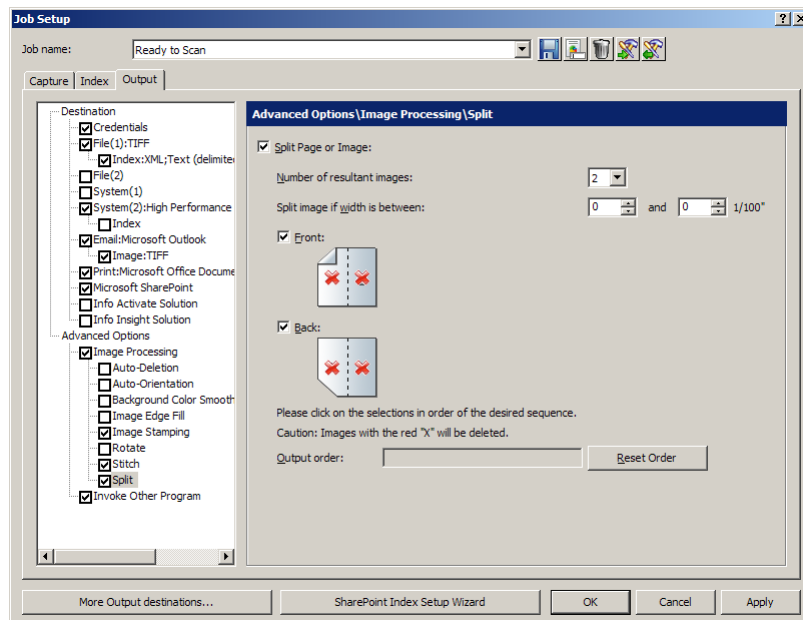 Job Setup
Job name: Ready to Scan
Capture Index Output
Destination
Credentials
File(1):TIFF
Index:XML;Text (delimite
File(2)
System(1)
System(2):High Performance
Index
Email:Microsoft Outlook
Image:TIFF
Print:Microsoft Office Docume
Microsoft SharePoint
Info Activate Solution
Info Insight Solution
Advanced Options
Image Processing
Auto-Deletion
Auto-Orientation
Background Color Smooth
Image Edge Fill
Image Stamping
Rotate
Stitch
Split
Invoke Other Program
Advanced Options\Image Processing\Split
Split Page or Image:
Number of resultant images: 2
Split image if width is between: 0 and 0 1/100"
Front:
Back:
Please click on the selections in order of the desired sequence.
Caution: Images with the red "X" will be deleted.
Output order: Reset Order
More Output destinations... SharePoint Index Setup Wizard OK Cancel Apply